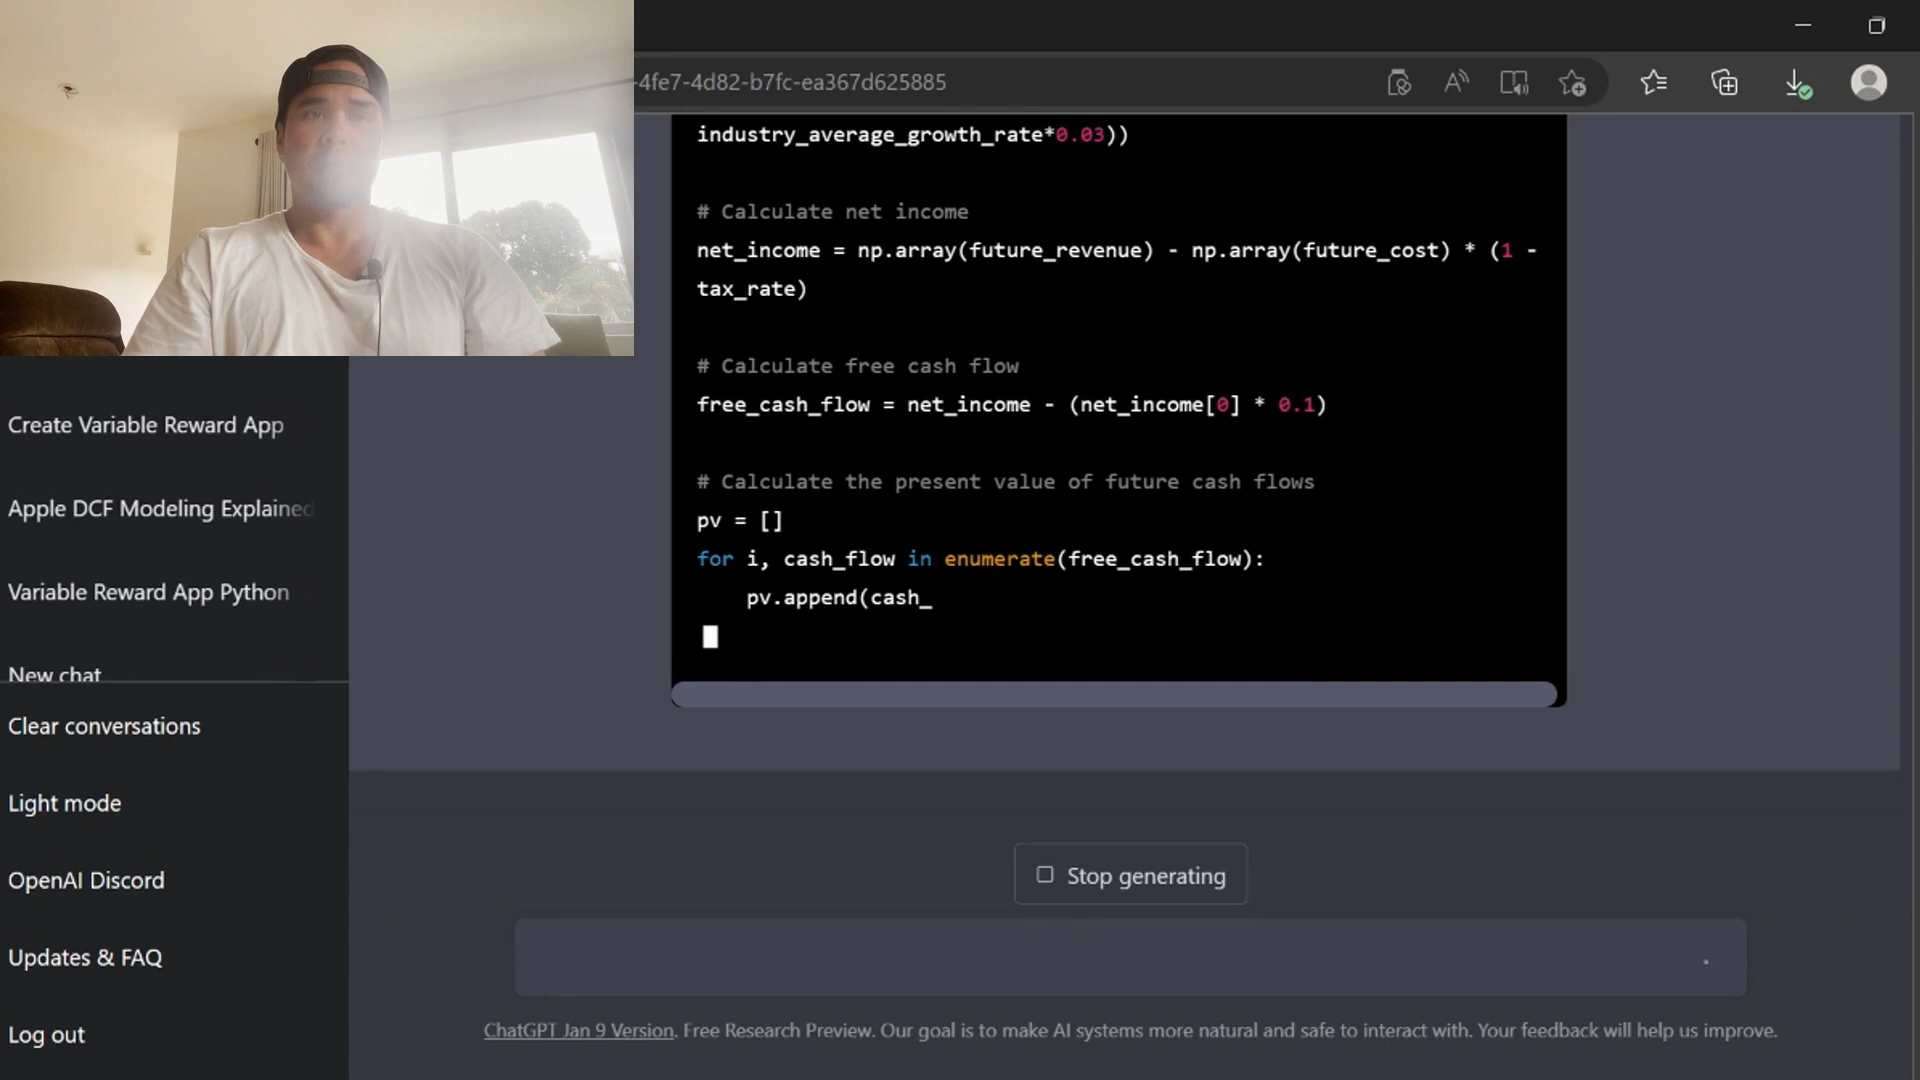 -4fe7-4d82-b7fc-ea367d625885
industry_average_growth_rate*0.03))
# Calculate net income
net_income = np.array(future_revenue) - np.array(future_cost) * (1 -
tax_rate)
# Calculate free cash flow
free_cash_flow = net_income - (net_income[0] * 0.1)
# Calculate the present value of future cash flows
pv = []
for i, cash_flow in enumerate(free_cash_flow):
pv.append(cash_
Create Variable Reward App
Apple DCF Modeling Explained
Variable Reward App Python
New chat
Clear conversations
Light mode
OpenAI Discord
Updates & FAQ
Log out
Stop generating
ChatGPT Jan 9 Version. Free Research Preview. Our goal is to make AI systems more natural and safe to interact with. Your feedback will help us improve.